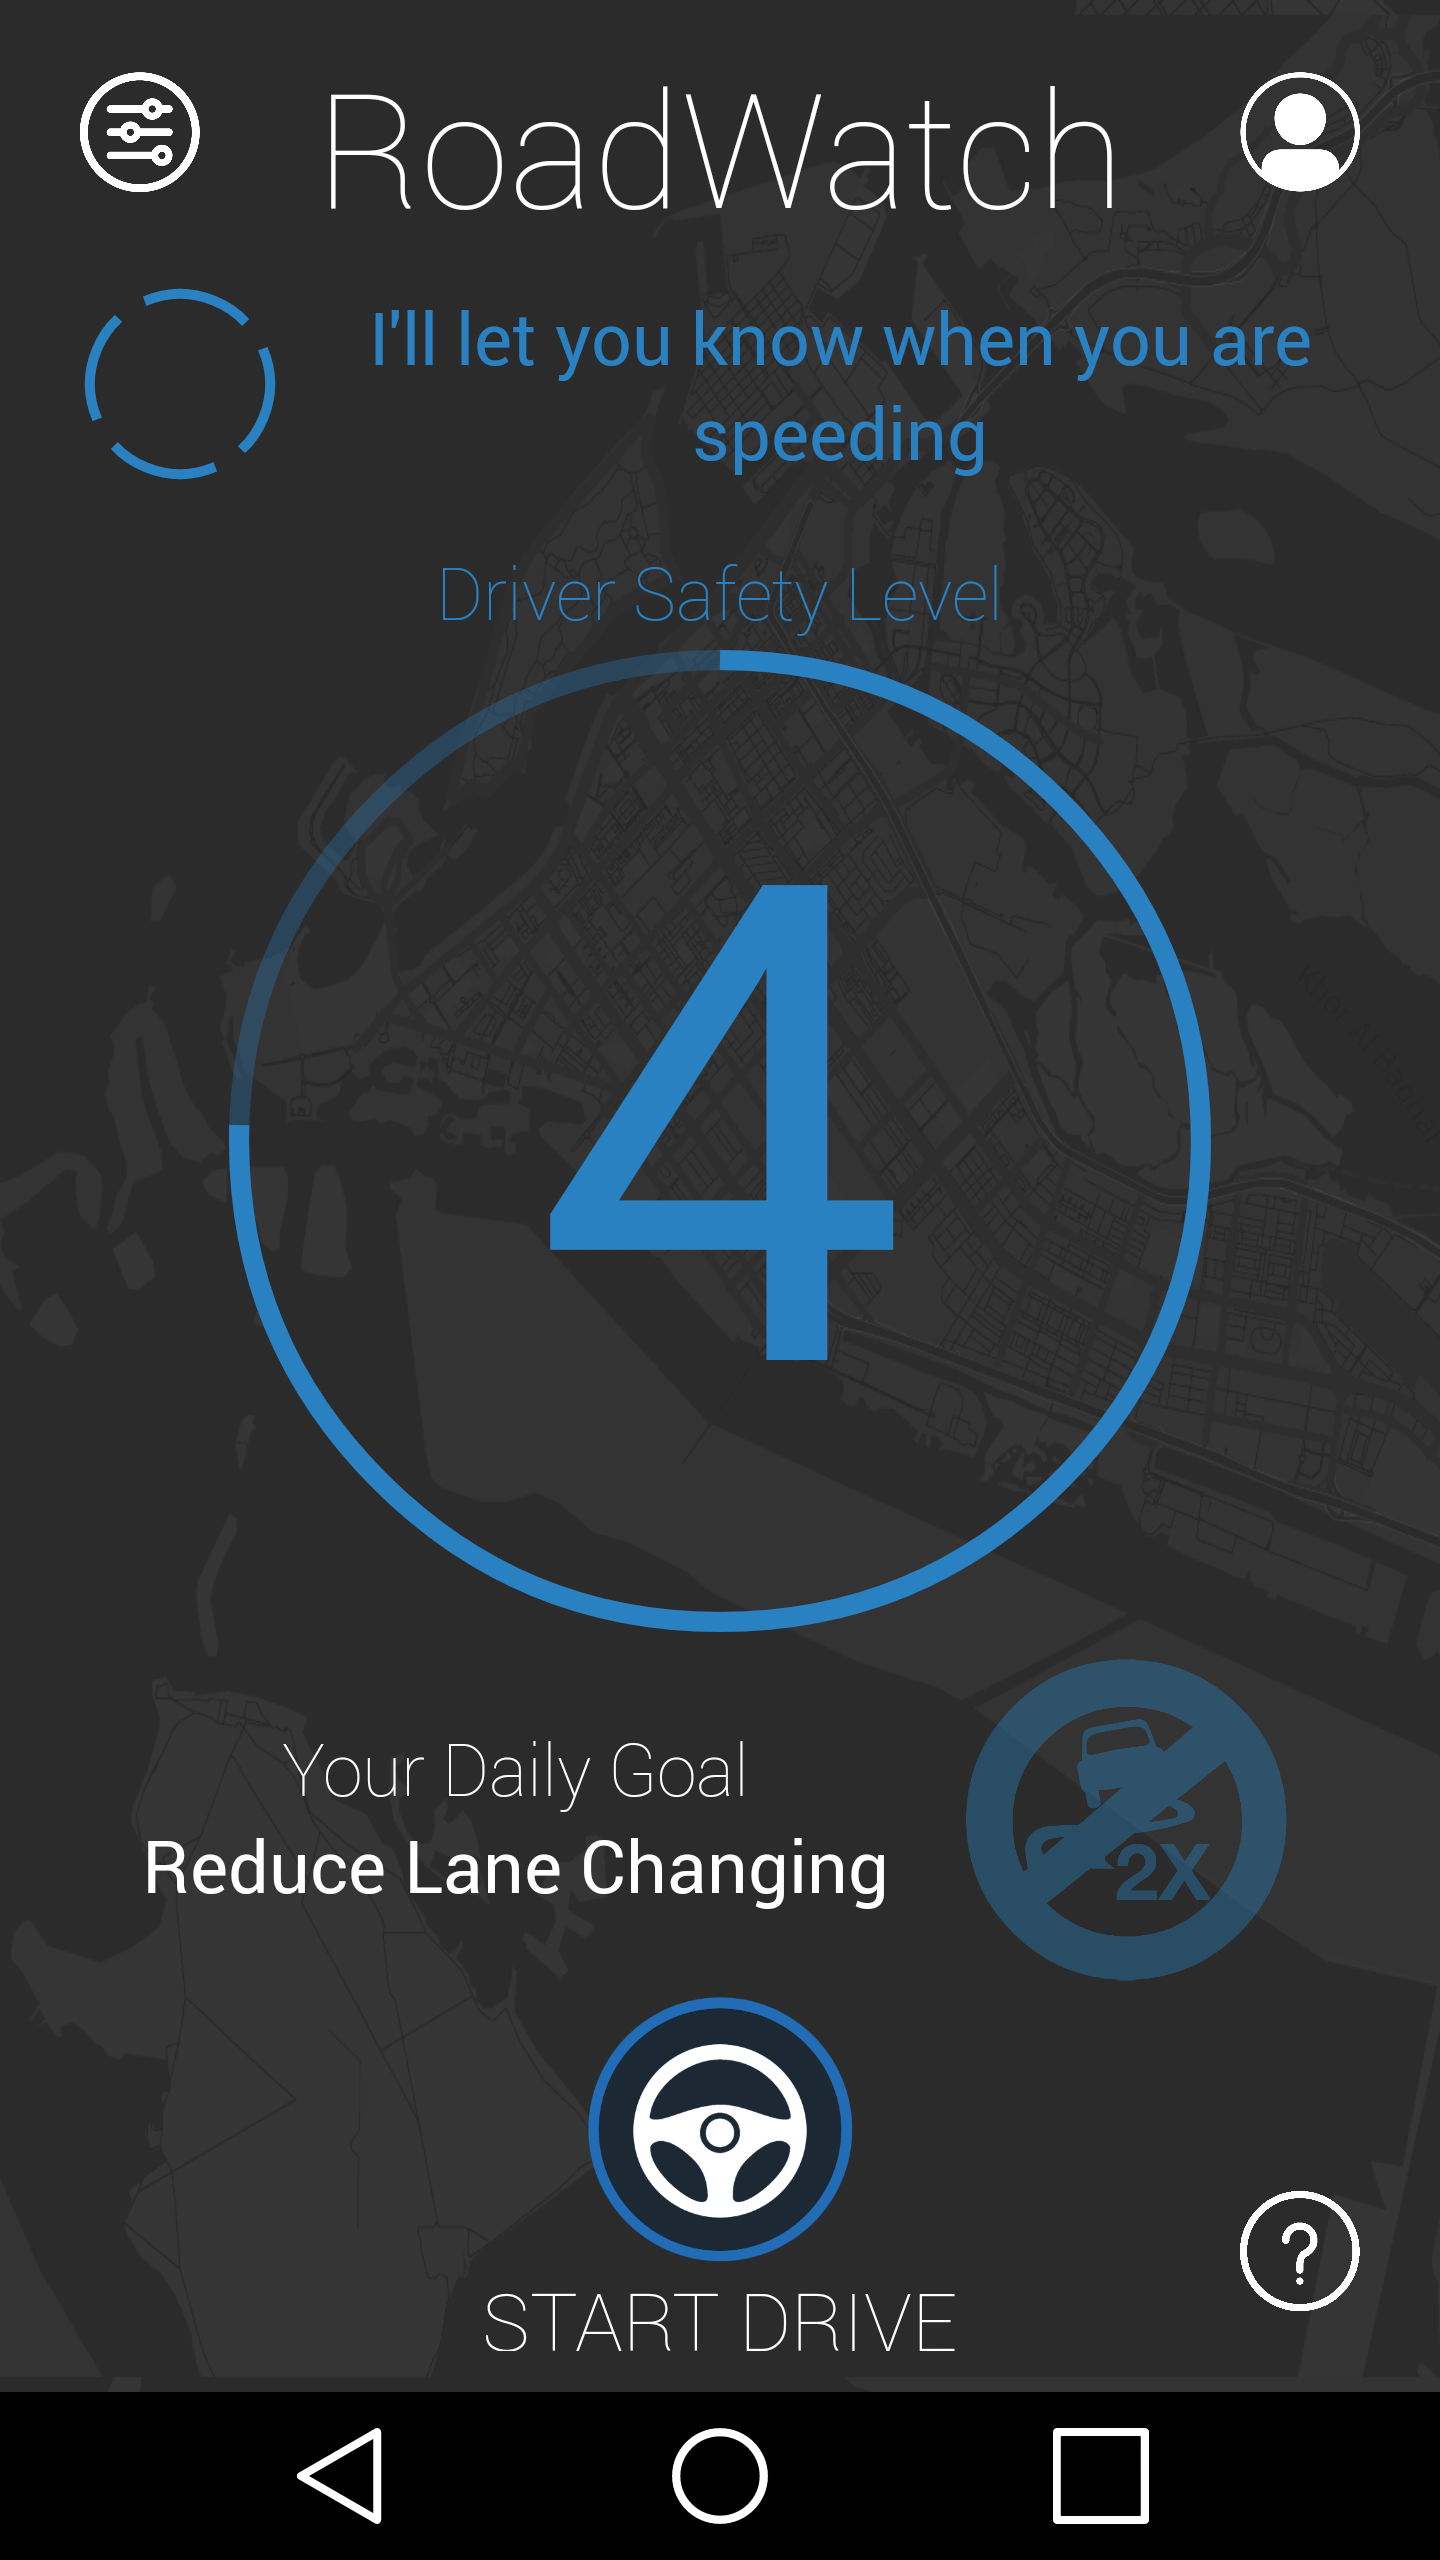 RoadWatch
I'll let you know when you are
speeding
Driver Safety Level
4
Your Daily Goal
Reduce Lane Changing
2X
START DRIVE
?